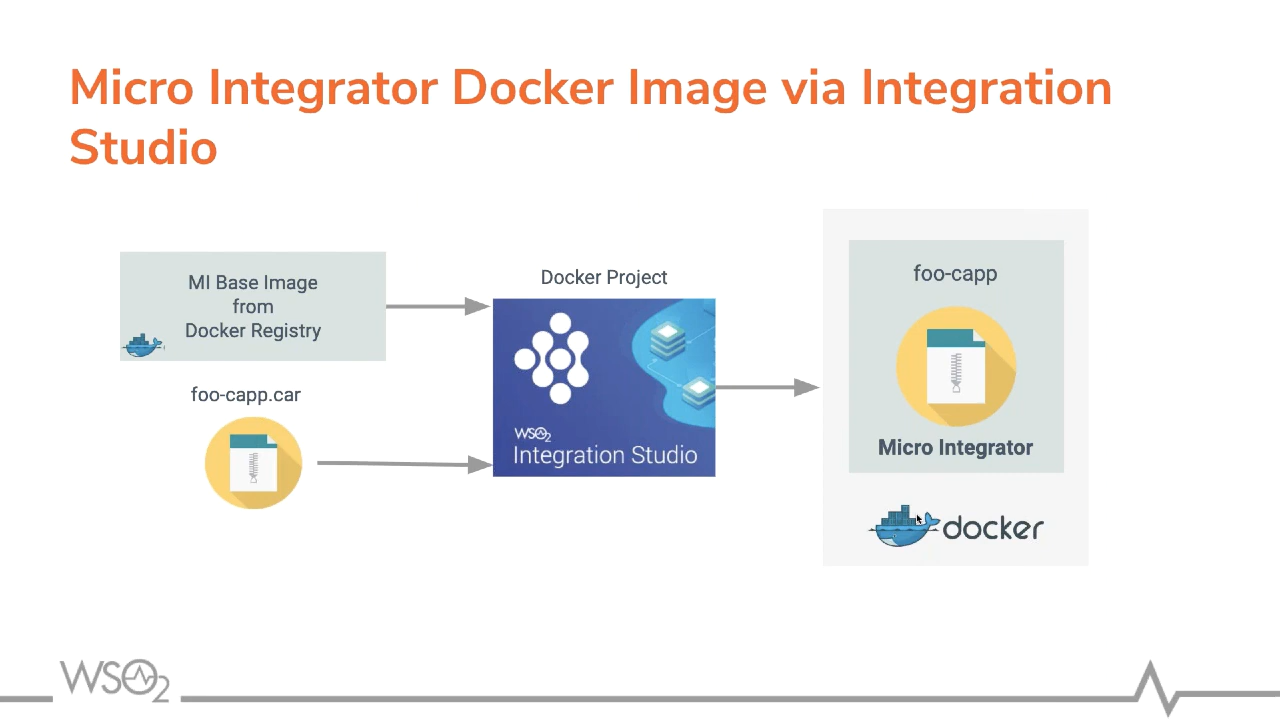 Micro Integrator Docker Image via Integration
Studio
MI Base Image
from
Docker Registry
foo-capp.car
Docker Project
WSO2
Integration Studio
foo-capp
Micro Integrator
docker
WSO2